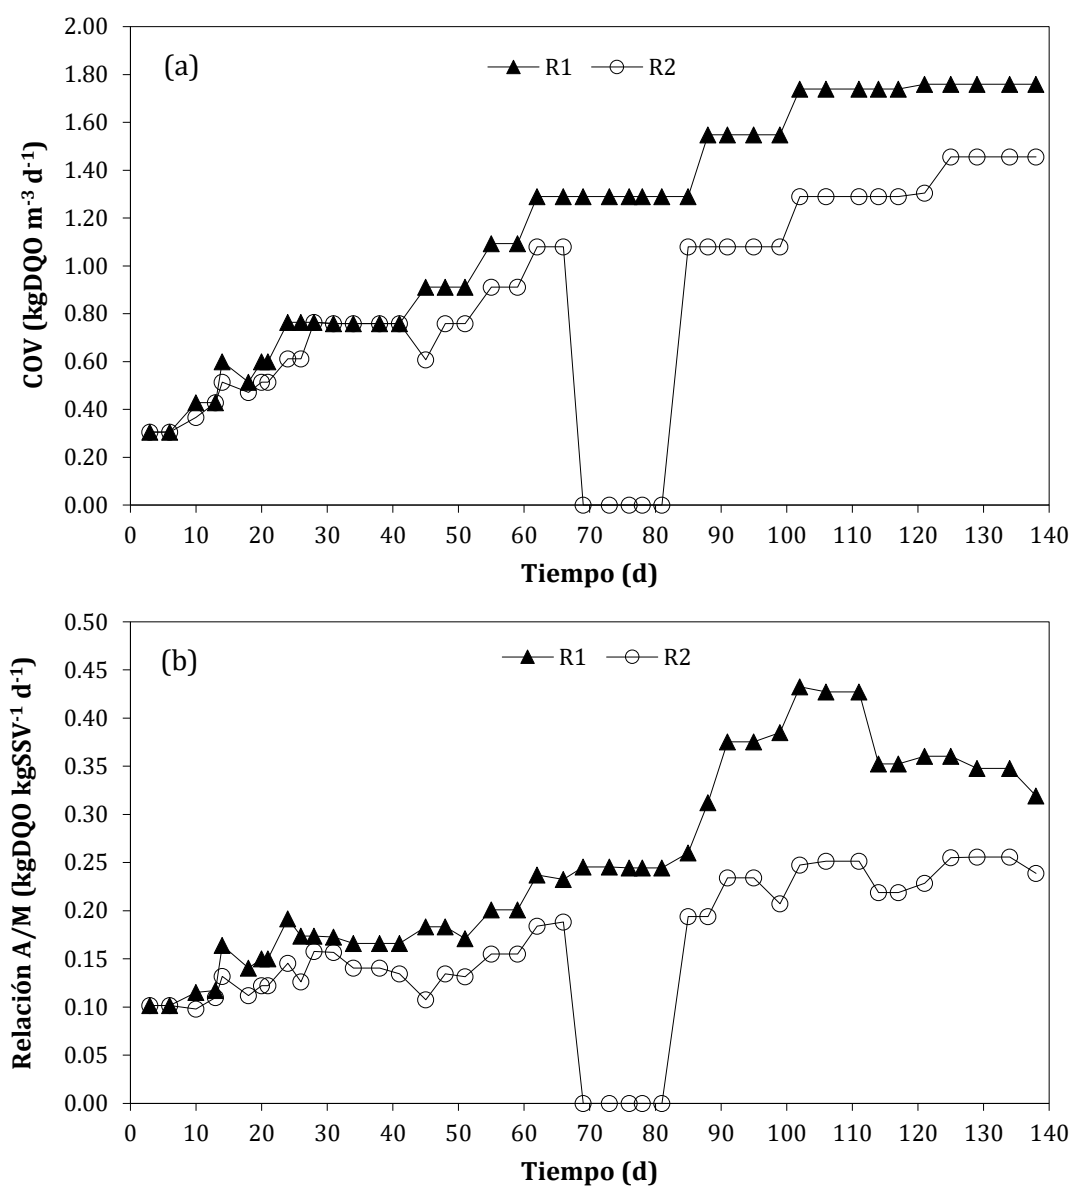 2.00
1.80
1.60
1.40
1.20
1.00
0.80
0.60
0.40
0.20
0.00
COV (kgDQO m⁻³ d⁻¹)
(a)
R1 R2
0 10 20 30 40 50 60 70 80 90 100 110 120 130 140
Tiempo (d)
0.50
0.45
0.40
0.35
0.30
0.25
0.20
0.15
0.10
0.05
0.00
Relación A/M (kgDQO kgSSV⁻¹ d⁻¹)
(b)
R1 R2
0 10 20 30 40 50 60 70 80 90 100 110 120 130 140
Tiempo (d)